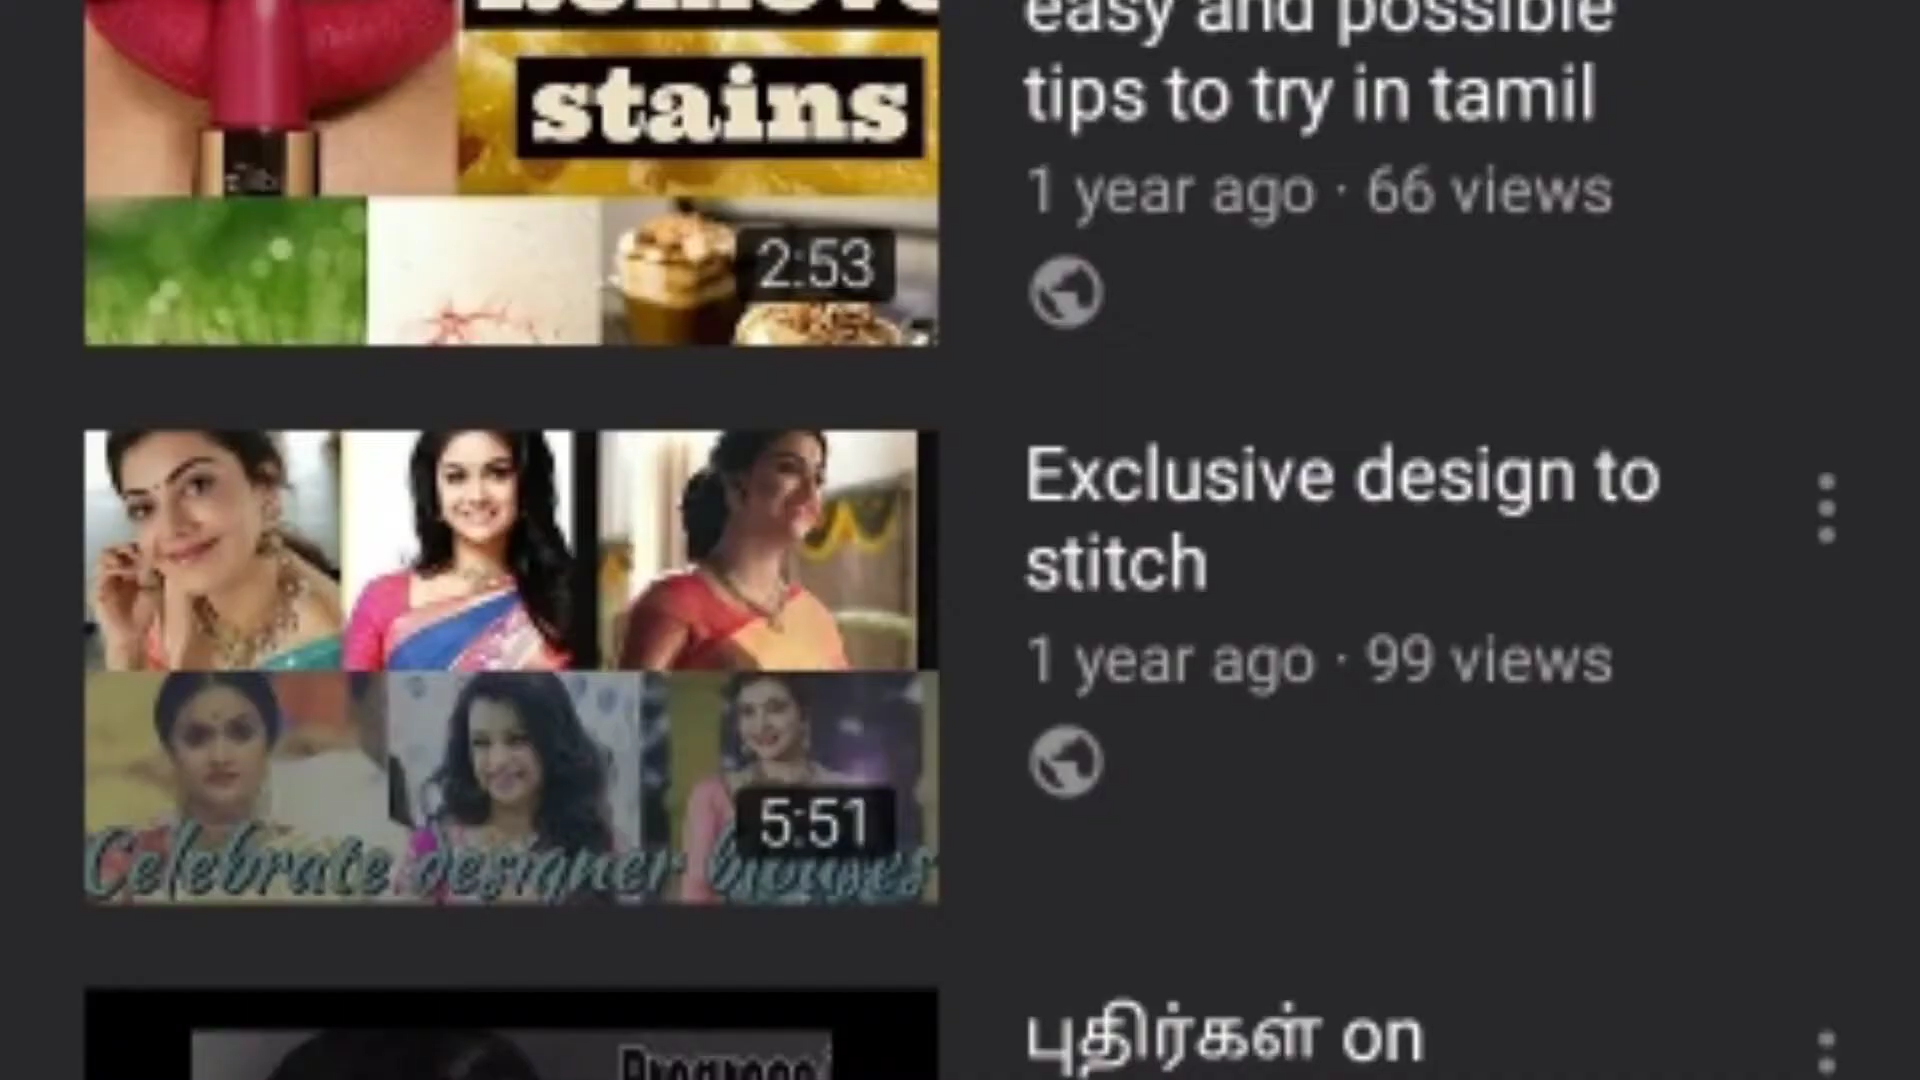 easy and possible
tips to try in tamil
stains
1 year ago · 66 views
2:53
Exclusive design to
stitch
1 year ago · 99 views
5:51
Celebrate designer blouses
புதிர்கள் on